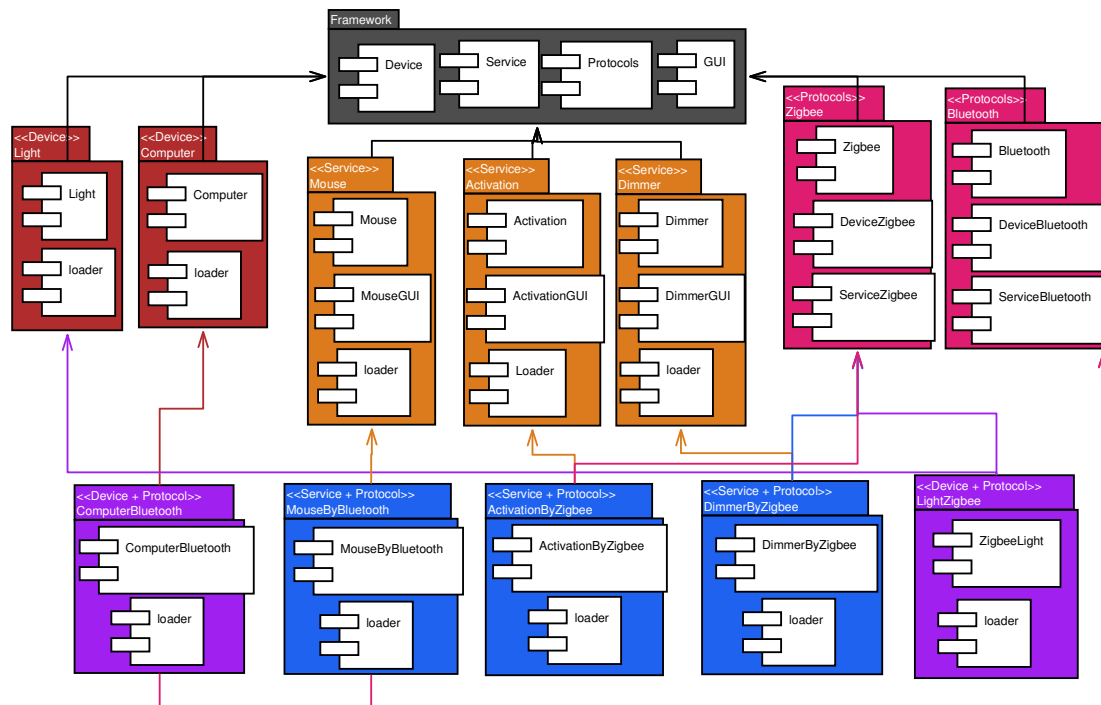 Framework
Device
Service
Protocols
GUI
<<Device>>
Light
Light
loader
<<Device>>
Computer
Computer
loader
<<Service>>
Mouse
Mouse
MouseGUI
loader
<<Service>>
Activation
Activation
ActivationGUI
Loader
<<Service>>
Dimmer
Dimmer
DimmerGUI
loader
<<Protocols>>
Zigbee
Zigbee
DeviceZigbee
ServiceZigbee
<<Protocols>>
Bluetooth
Bluetooth
DeviceBluetooth
ServiceBluetooth
<<Device + Protocol>>
ComputerBluetooth
ComputerBluetooth
loader
<<Service + Protocol>>
MouseByBluetooth
MouseByBluetooth
loader
<<Service + Protocol>>
ActivationByZigbee
ActivationByZigbee
loader
<<Service + Protocol>>
DimmerByZigbee
DimmerByZigbee
loader
<<Device + Protocol>>
LightZigbee
ZigbeeLight
loader